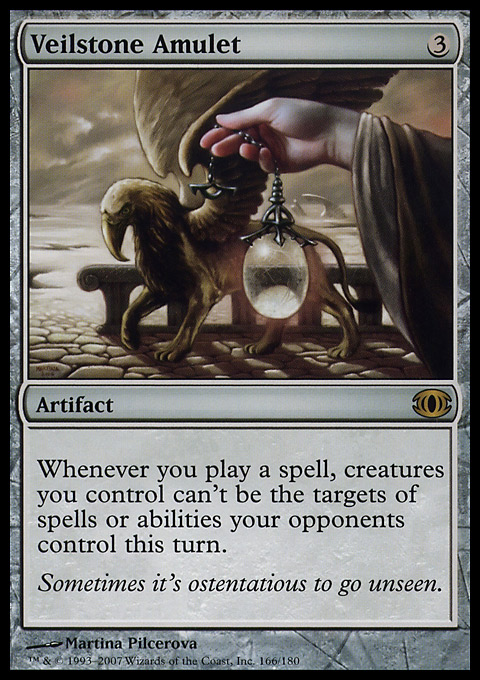 Veilstone Amulet 3
Artifact
Whenever you play a spell, creatures
you control can't be the targets of
spells or abilities your opponents
control this turn.
Sometimes it's ostentatious to go unseen.
Martina Pilcerova
™ & © 1993–2007 Wizards of the Coast, Inc. 166/180